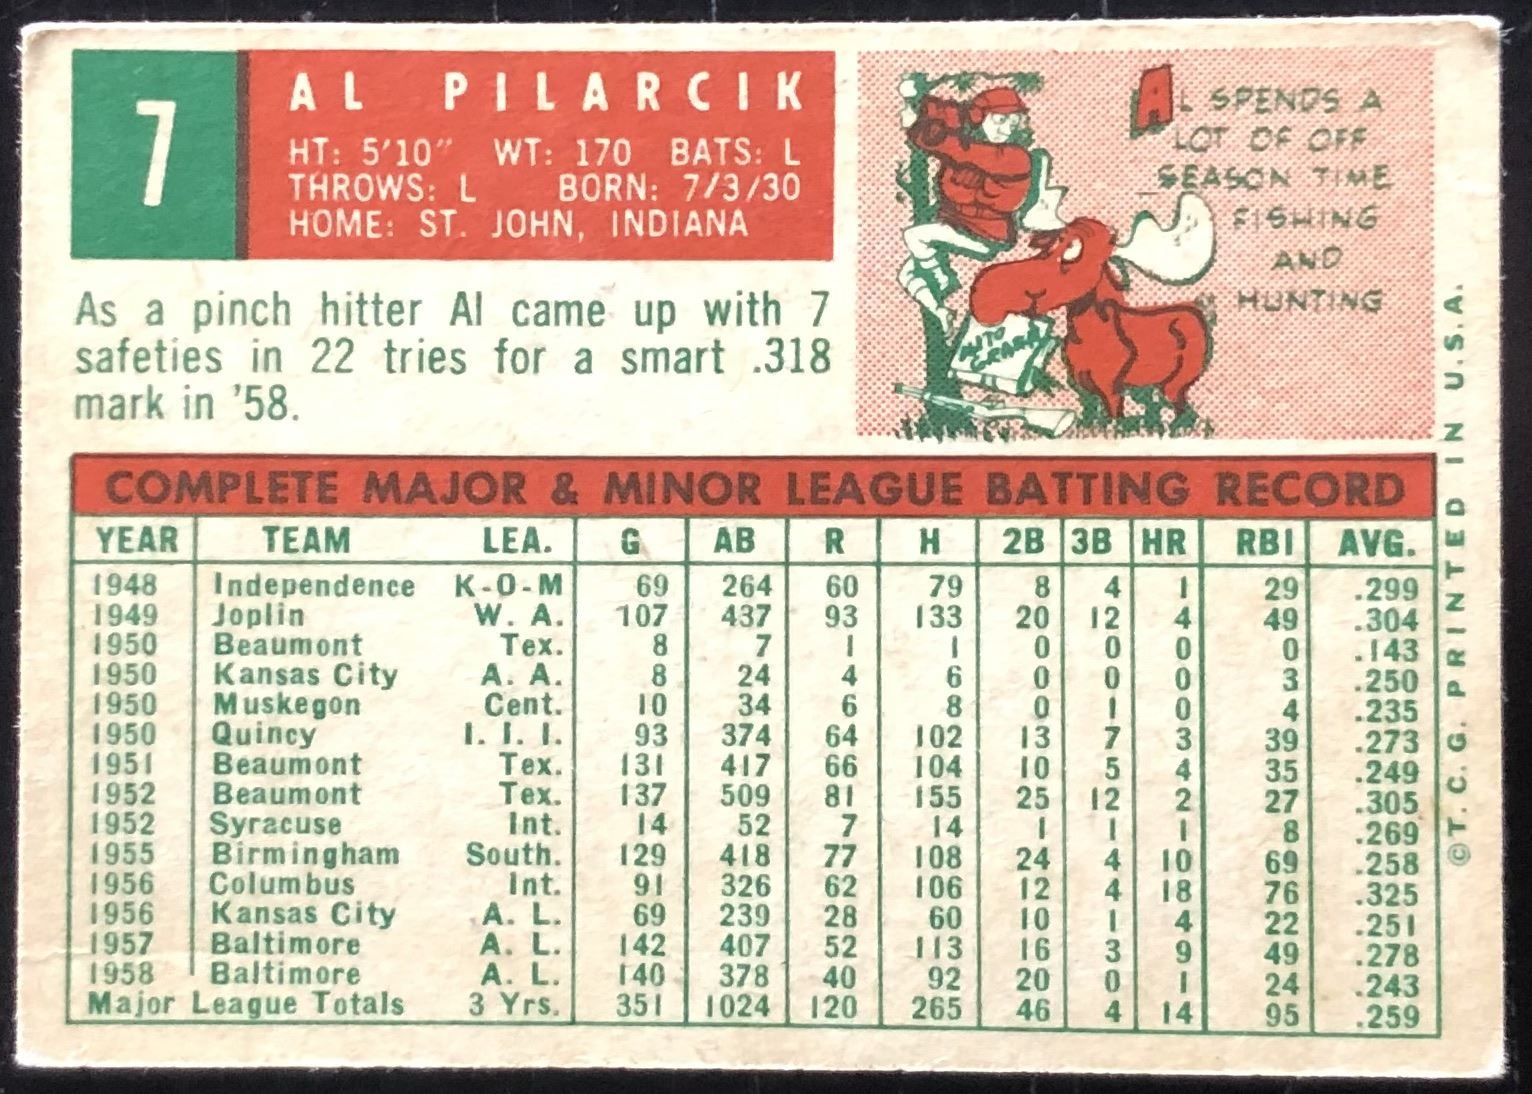 7
AL PILARCIK
HT: 5'10" WT: 170 BATS: L
THROWS: L BORN: 7/3/30
HOME: ST. JOHN, INDIANA
As a pinch hitter Al came up with 7
safeties in 22 tries for a smart .318
mark in '58.
AL SPENDS A
LOT OF OFF
SEASON TIME
FISHING
AND
HUNTING
AUTO
GRAPH
COMPLETE MAJOR & MINOR LEAGUE BATTING RECORD
YEAR TEAM LEA. G AB R H 2B 3B HR RBI AVG.
1948 Independence K-O-M 69 264 60 79 8 4 1 29 .299
1949 Joplin W. A. 107 437 93 133 20 12 4 49 .304
1950 Beaumont Tex. 8 7 1 1 0 0 0 0 .143
1950 Kansas City A. A. 8 24 4 6 0 0 0 3 .250
1950 Muskegon Cent. 10 34 6 8 0 1 0 4 .235
1950 Quincy I. I. I. 93 374 64 102 13 7 3 39 .273
1951 Beaumont Tex. 131 417 66 104 10 5 4 35 .249
1952 Beaumont Tex. 137 509 81 155 25 12 2 27 .305
1952 Syracuse Int. 14 52 7 14 1 1 1 8 .269
1955 Birmingham South. 129 418 77 108 24 4 10 69 .258
1956 Columbus Int. 91 326 62 106 12 4 18 76 .325
1956 Kansas City A. L. 69 239 28 60 10 1 4 22 .251
1957 Baltimore A. L. 142 407 52 113 16 3 9 49 .278
1958 Baltimore A. L. 140 378 40 92 20 0 1 24 .243
Major League Totals 3 Yrs. 351 1024 120 265 46 4 14 95 .259
©T. C. G. PRINTED IN U.S.A.